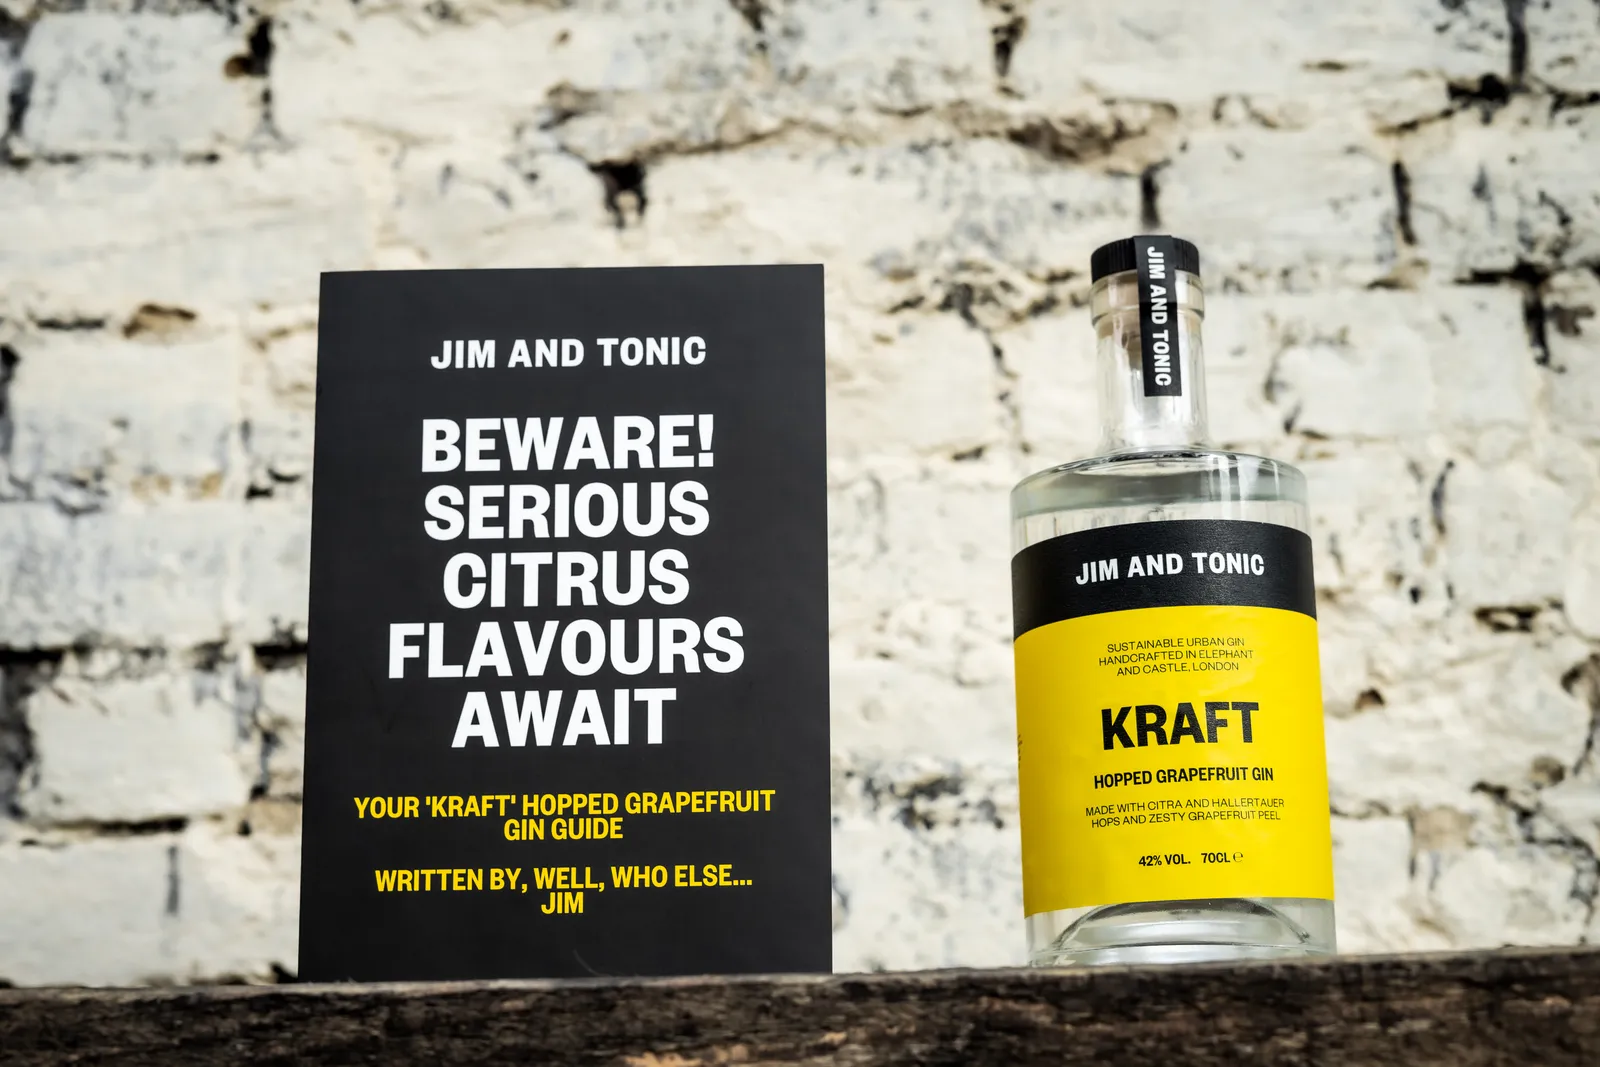 JIM AND TONIC
BEWARE!
SERIOUS
CITRUS
FLAVOURS
AWAIT
YOUR 'KRAFT' HOPPED GRAPEFRUIT
GIN GUIDE
WRITTEN BY, WELL, WHO ELSE...
JIM
JIM AND TONIC
JIM AND TONIC
SUSTAINABLE URBAN GIN
HANDCRAFTED IN ELEPHANT
AND CASTLE, LONDON
KRAFT
HOPPED GRAPEFRUIT GIN
MADE WITH CITRA AND HALLERTAUER
HOPS AND ZESTY GRAPEFRUIT PEEL
42% VOL. 70CL ℮